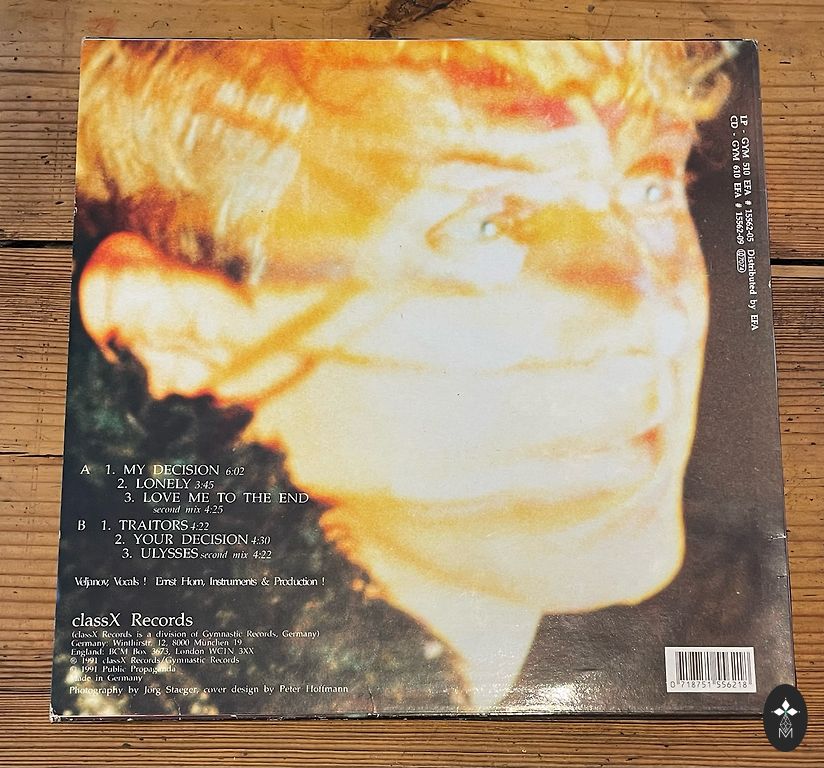 LP - GYM 510 EFA # 15562-05 Distributed by EFA
CD - GYM 610 EFA # 15562-09
A 1. MY DECISION 6:02
2. LONELY 3:45
3. LOVE ME TO THE END
second mix 4:25
B 1. TRAITORS 4:22
2. YOUR DECISION 4:30
3. ULYSSES second mix 4:22
Veljanov, Vocals ! Ernst Horn, Instruments & Production !
classX Records
(classX Records is a division of Gymnastic Records, Germany)
Germany: Winthirstr. 12, 8000 München 19
England: BCM Box 3673, London WC1N 3XX
℗ 1991 classX Records/Gymnastic Records
© 1991 Public Propaganda
Made in Germany
Photography by Jörg Staeger, cover design by Peter Hoffmann
0 718751 556218
M